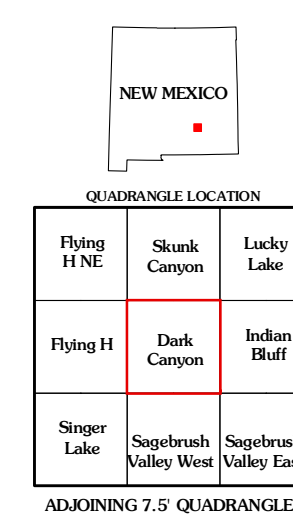 NEW MEXICO
QUADRANGLE LOCATION
Flying
H NE
Skunk
Canyon
Lucky
Lake
Flying H
Dark
Canyon
Indian
Bluff
Singer
Lake
Sagebrush
Valley West
Sagebrus
Valley Eas
ADJOINING 7.5' QUADRANGLE